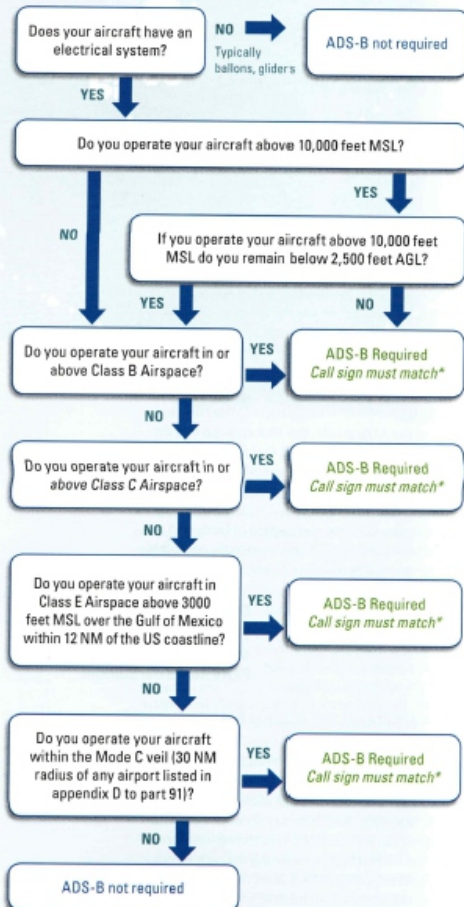 Does your aircraft have an
electrical system?
NO
Typically
ballons, gliders
ADS-B not required
YES
Do you operate your aircraft above 10,000 feet MSL?
YES
NO
If you operate your aircraft above 10,000 feet
MSL do you remain below 2,500 feet AGL?
YES
NO
Do you operate your aircraft in or
above Class B Airspace?
YES
ADS-B Required
Call sign must match*
NO
Do you operate your aircraft in or
above Class C Airspace?
YES
ADS-B Required
Call sign must match*
NO
Do you operate your aircraft in
Class E Airspace above 3000
feet MSL over the Gulf of Mexico
within 12 NM of the US coastline?
YES
ADS-B Required
Call sign must match*
NO
Do you operate your aircraft
within the Mode C veil (30 NM
radius of any airport listed in
appendix D to part 91)?
YES
ADS-B Required
Call sign must match*
NO
ADS-B not required